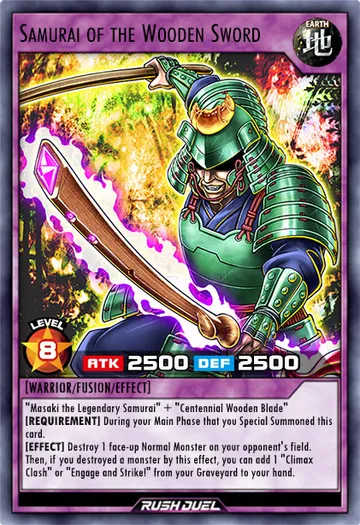 SAMURAI OF THE WOODEN SWORD
EARTH
地
LEVEL
8
ATK 2500 DEF 2500
[WARRIOR/FUSION/EFFECT]
"Masaki the Legendary Samurai" + "Centennial Wooden Blade"
[REQUIREMENT] During your Main Phase that you Special Summoned this
card.
[EFFECT] Destroy 1 face-up Normal Monster on your opponent's field.
Then, if you destroyed a monster by this effect, you can add 1 "Climax
Clash" or "Engage and Strike!" from your Graveyard to your hand.
RUSH DUEL